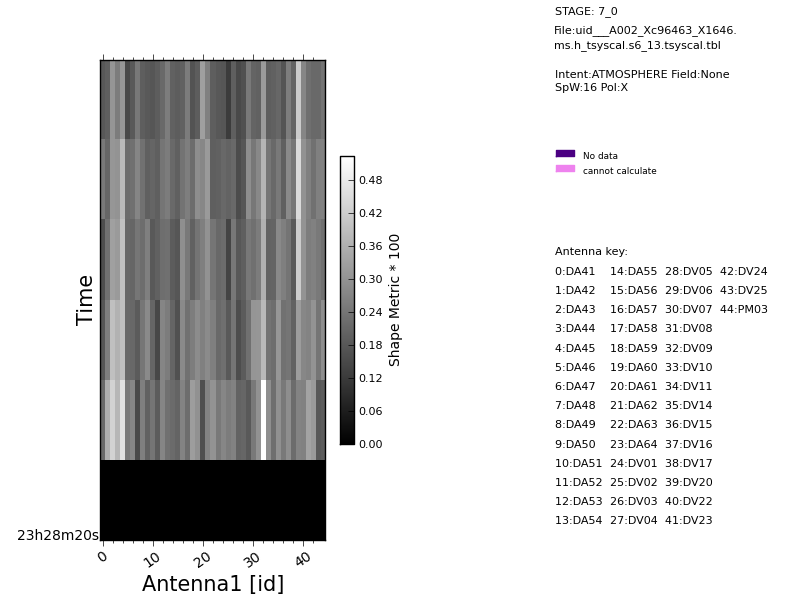 STAGE: 7_0
File:uid___A002_Xc96463_X1646.
ms.h_tsyscal.s6_13.tsyscal.tbl
Intent:ATMOSPHERE Field:None
SpW:16 Pol:X
No data
cannot calculate
Antenna key:
0:DA41 14:DA55 28:DV05 42:DV24
1:DA42 15:DA56 29:DV06 43:DV25
2:DA43 16:DA57 30:DV07 44:PM03
3:DA44 17:DA58 31:DV08
4:DA45 18:DA59 32:DV09
5:DA46 19:DA60 33:DV10
6:DA47 20:DA61 34:DV11
7:DA48 21:DA62 35:DV14
8:DA49 22:DA63 36:DV15
9:DA50 23:DA64 37:DV16
10:DA51 24:DV01 38:DV17
11:DA52 25:DV02 39:DV20
12:DA53 26:DV03 40:DV22
13:DA54 27:DV04 41:DV23
Time
23h28m20s
0 10 20 30 40
Antenna1 [id]
0.48
0.42
0.36
0.30
0.24
0.18
0.12
0.06
0.00
Shape Metric * 100